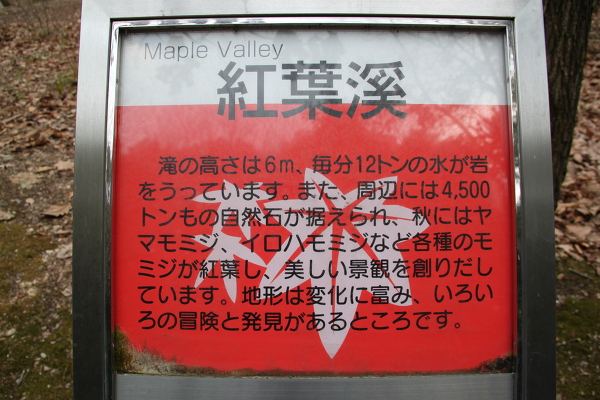 Maple Valley
紅葉溪
滝の高さは6m、毎分12トンの水が岩
をうっています。また、周辺には4,500
トンもの自然石が据えられ、秋にはヤ
マモミジ、イロハモミジなど各種のモ
ミジが紅葉し、美しい景観を創りだし
ています。地形は変化に富み、いろい
ろの冒険と発見があるところです。